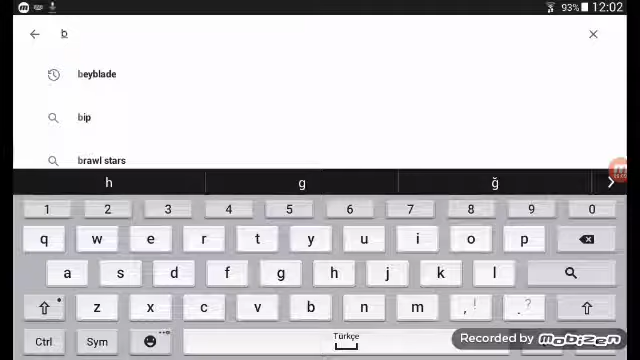 93% 12:02
b
beyblade
bip
brawl stars
h g ğ
1 2 3 4 5 6 7 8 9 0
q w e r t y u i o p
a s d f g h j k l
z x c v b n m , ! . ?
Ctrl Sym Türkçe
Recorded by mobizen